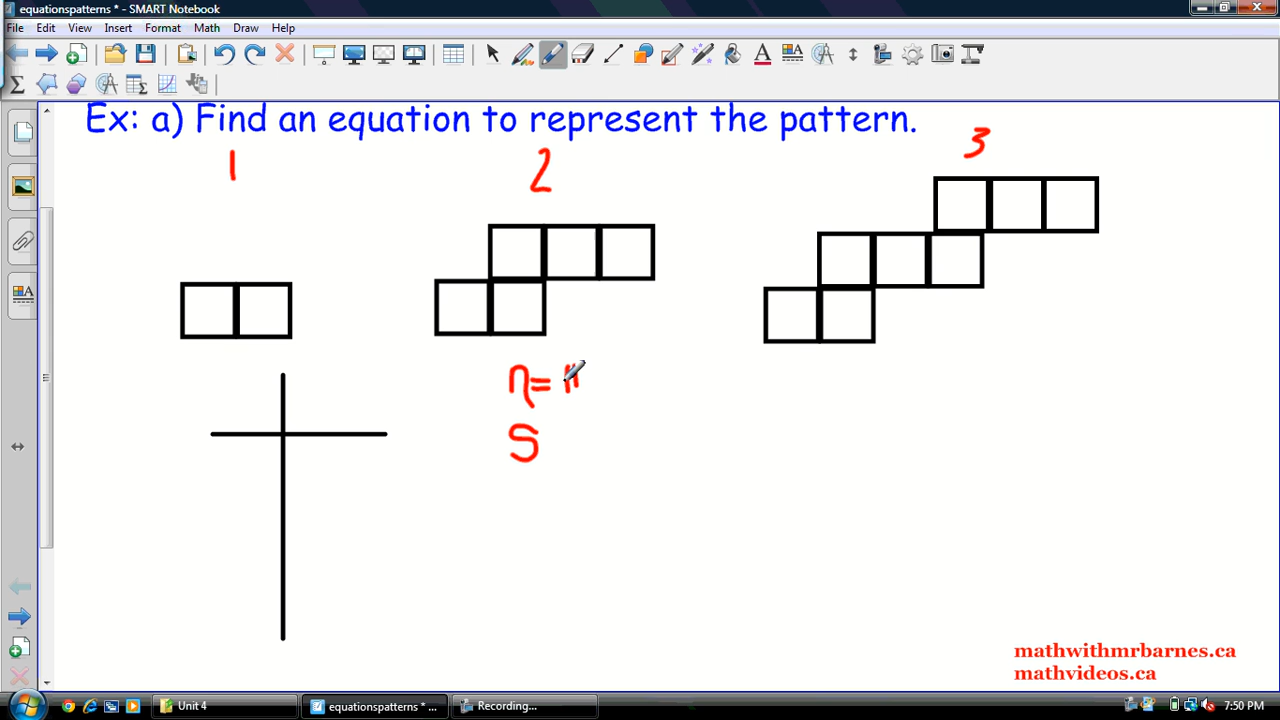 equationspatterns * - SMART Notebook
File Edit View Insert Format Math Draw Help
Ex: a) Find an equation to represent the pattern.
1 2 3
n =
S
mathwithmrbarnes.ca
mathvideos.ca
Unit 4 equationspatterns * ... Recording... 7:50 PM